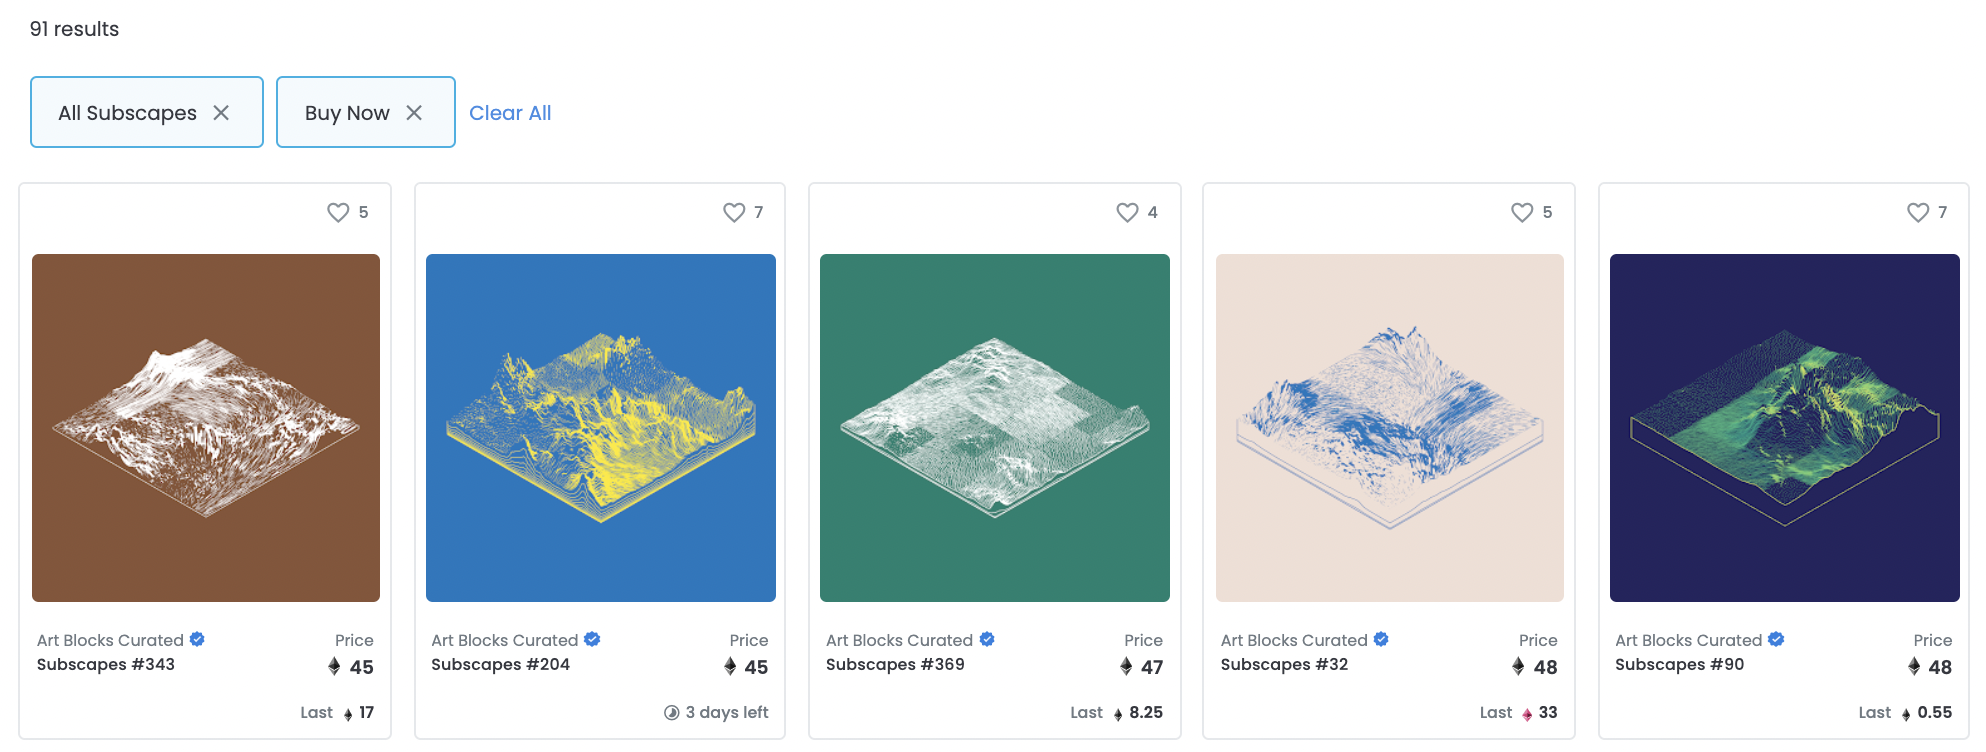 91 results
All Subscapes
Buy Now
Clear All
5
Art Blocks Curated
Price
Subscapes #343
45
Last 17
7
Art Blocks Curated
Price
Subscapes #204
45
3 days left
4
Art Blocks Curated
Price
Subscapes #369
47
Last 8.25
5
Art Blocks Curated
Price
Subscapes #32
48
Last 33
7
Art Blocks Curated
Price
Subscapes #90
48
Last 0.55